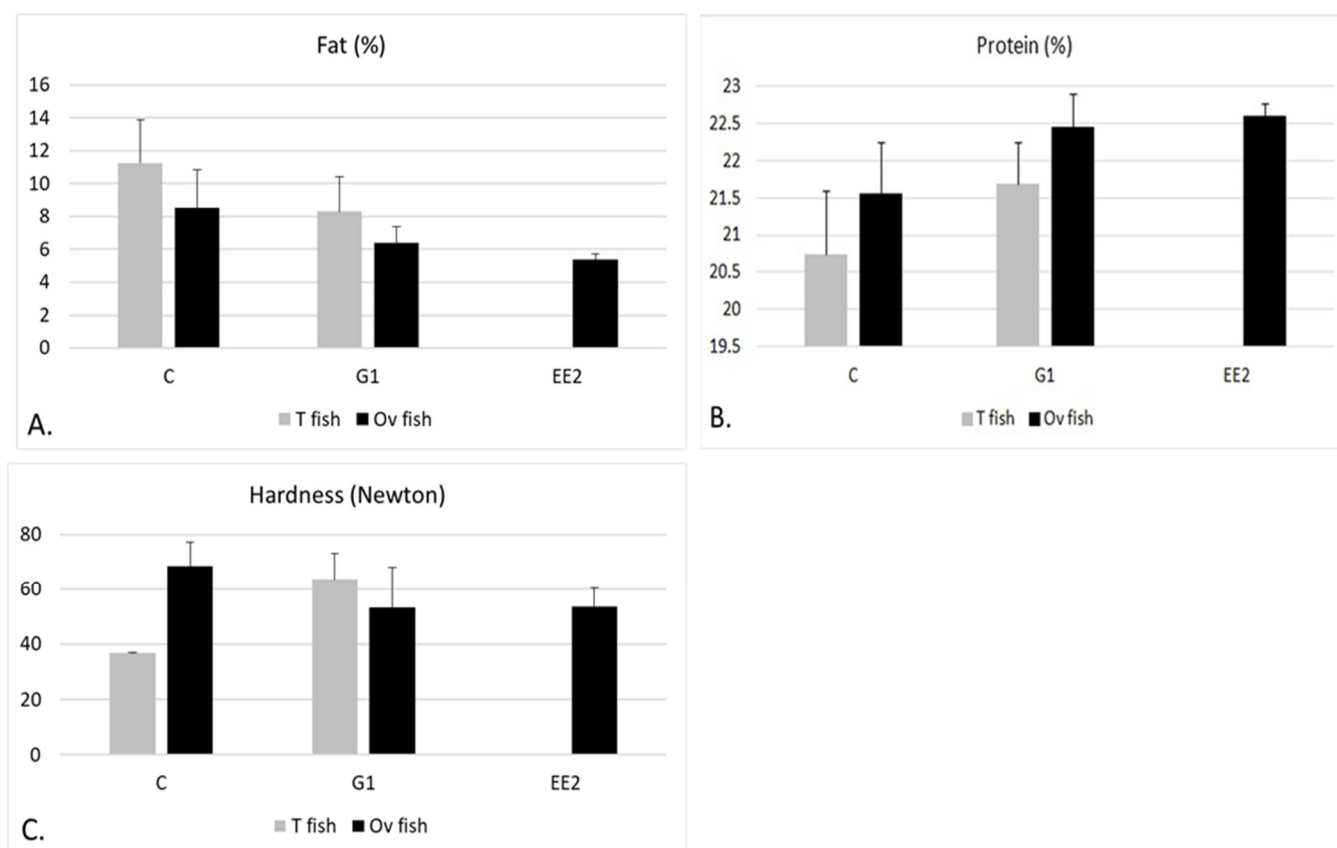 Fat (%)
16
14
12
10
8
6
4
2
0
C G1 EE2
T fish Ov fish
A.
Protein (%)
23
22.5
22
21.5
21
20.5
20
19.5
C G1 EE2
T fish Ov fish
B.
Hardness (Newton)
80
60
40
20
0
C G1 EE2
T fish Ov fish
C.